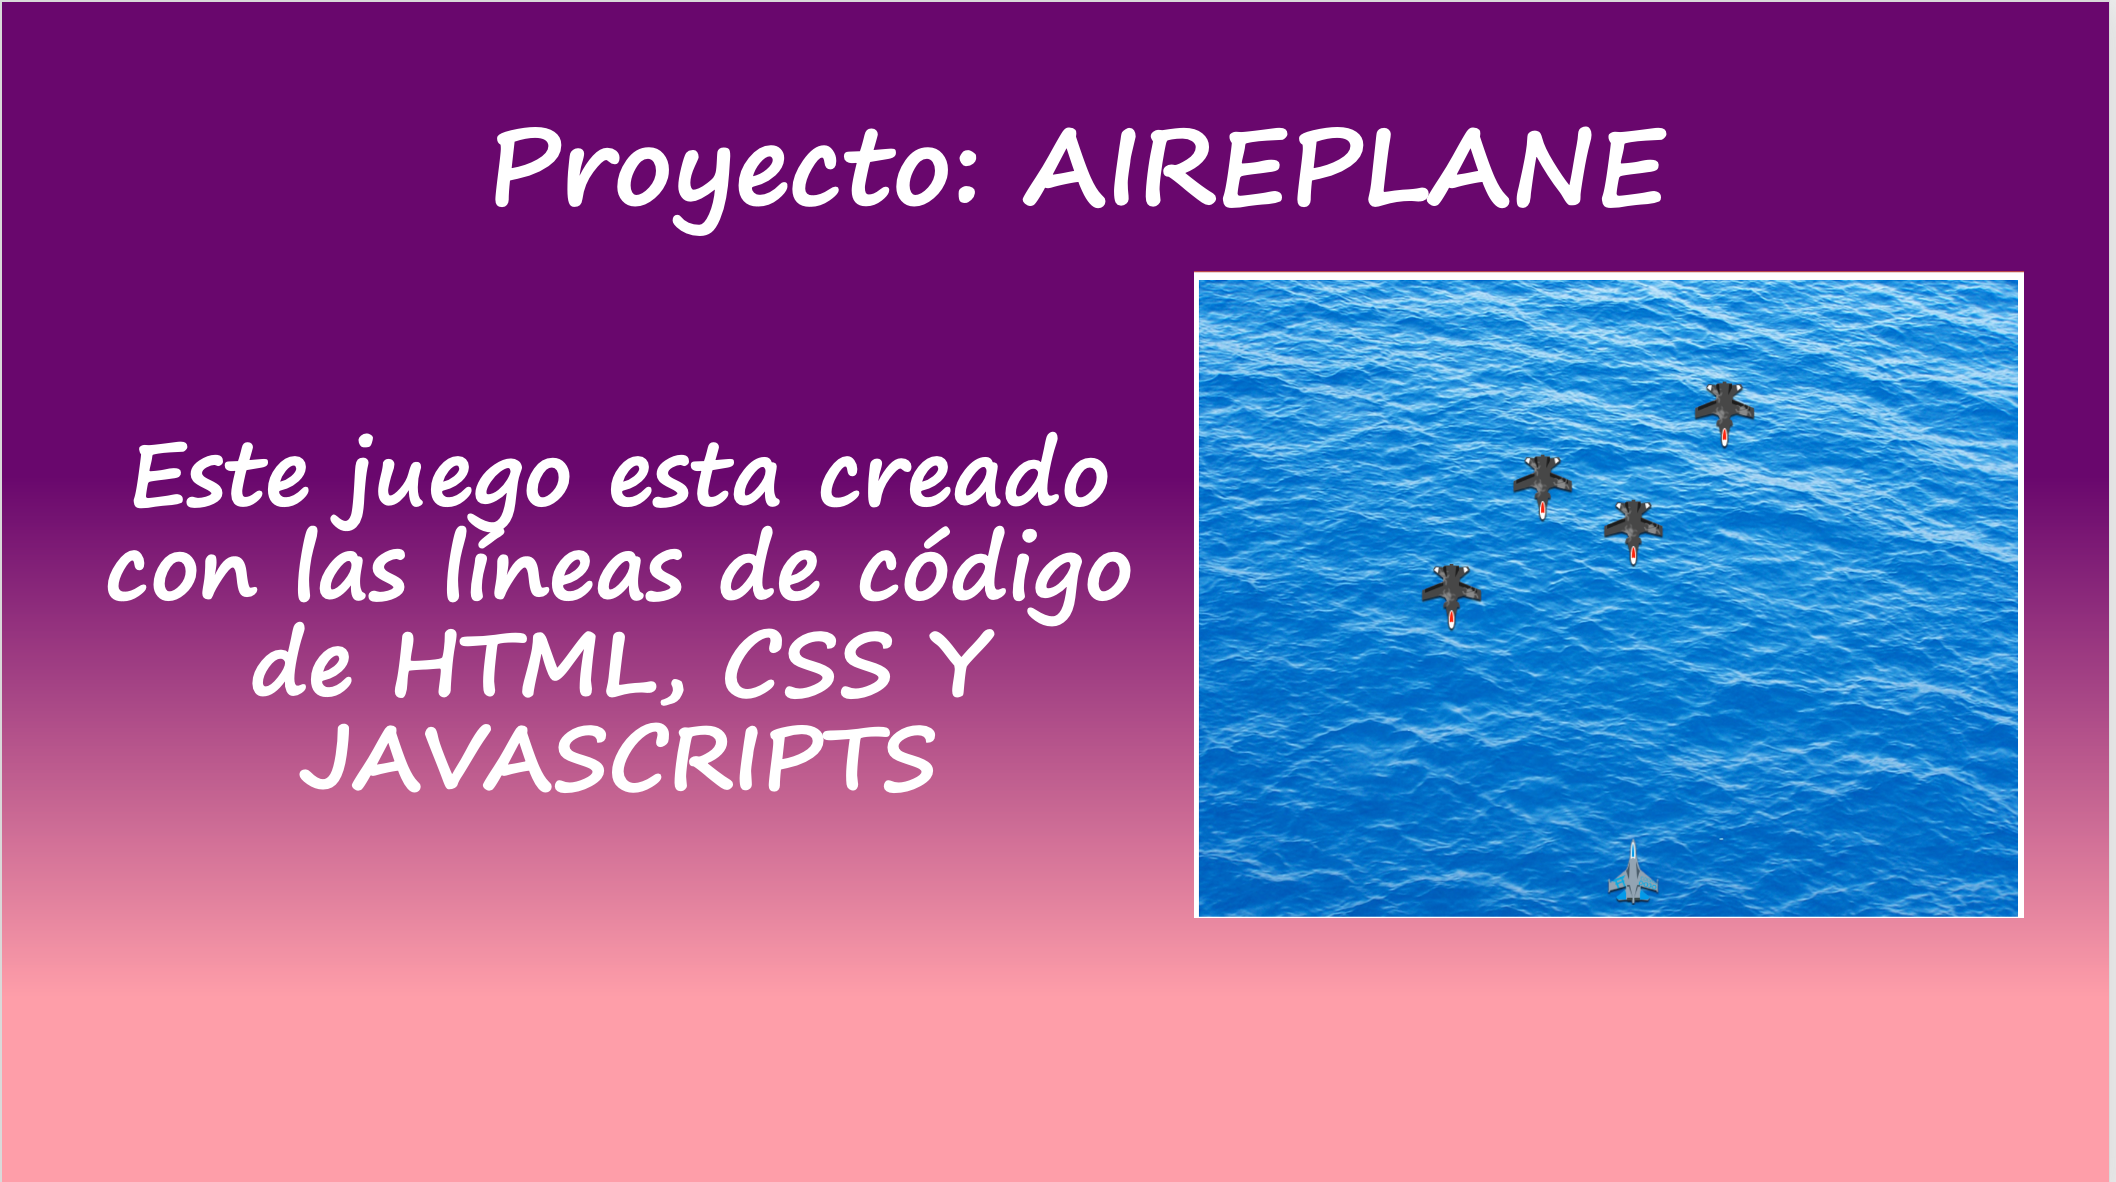 Proyecto: AIREPLANE
Este juego esta creado
con las líneas de código
de HTML, CSS Y
JAVASCRIPTS